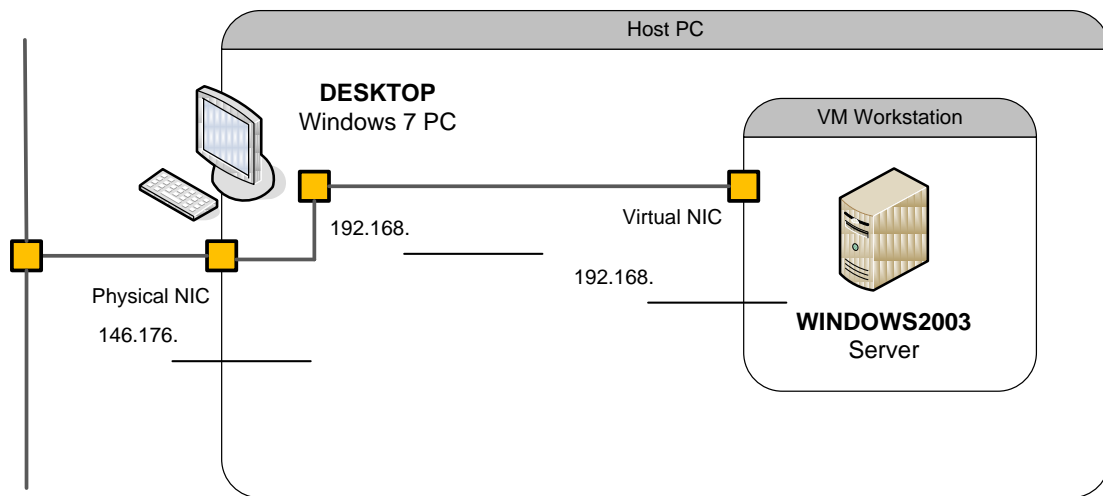 Host PC
DESKTOP
Windows 7 PC
VM Workstation
Virtual NIC
192.168.
192.168.
Physical NIC
146.176.
WINDOWS2003
Server